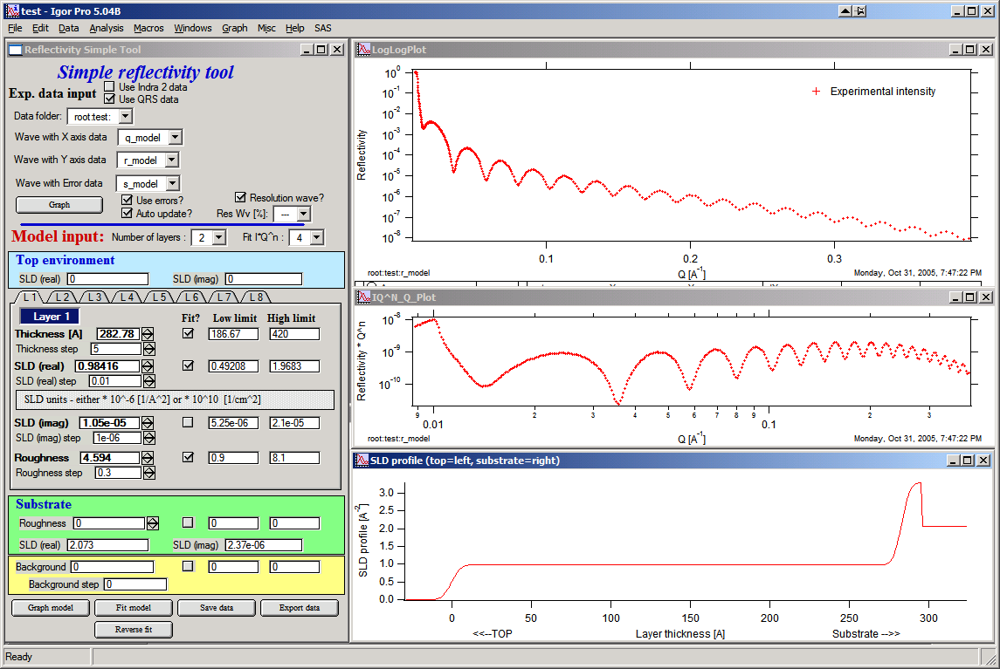 test - Igor Pro 5.04B
File Edit Data Analysis Macros Windows Graph Misc Help SAS
Reflectivity Simple Tool
Simple reflectivity tool
Exp. data input
Use Indra 2 data
Use QRS data
Data folder: root:test:
Wave with X axis data q_model
Wave with Y axis data r_model
Wave with Error data s_model
Graph
Use errors?
Auto update?
Resolution wave?
Res Wv [%]: ---
Model input: Number of layers : 2 Fit I*Q^n : 4
Top environment
SLD (real) 0 SLD (imag) 0
L 1 L 2 L 3 L 4 L 5 L 6 L 7 L 8
Layer 1 Fit? Low limit High limit
Thickness [A] 282.78 186.67 420
Thickness step 5
SLD (real) 0.98416 0.49208 1.9683
SLD (real) step 0.01
SLD units - either * 10^-6 [1/A^2] or * 10^10 [1/cm^2]
SLD (imag) 1.05e-05 5.25e-06 2.1e-05
SLD (imag) step 1e-06
Roughness 4.594 0.9 8.1
Roughness step 0.3
Substrate
Roughness 0 0 0
SLD (real) 2.073 SLD (imag) 2.37e-06
Background 0 0 0
Background step 0
Graph model Fit model Save data Export data
Reverse fit
Ready
LogLogPlot
Reflectivity
10^0
10^-1
10^-2
10^-3
10^-4
10^-5
10^-6
10^-7
10^-8
Experimental intensity
0.1 0.2 0.3
Q [A^-1]
root:test:r_model
Monday, Oct 31, 2005, 7:47:22 PM
IQ^N_Q_Plot
Reflectivity * Q^n
10^-8
10^-9
10^-10
9 2 3 4 5 6 7 8 9 2 3
0.01 0.1
Q [A^-1]
root:test:r_model
Monday, Oct 31, 2005, 7:47:22 PM
SLD profile (top=left, substrate=right)
SLD profile [A^-2]
3.0
2.5
2.0
1.5
1.0
0.5
0.0
0 50 100 150 200 250 300
<<--TOP Layer thickness [A] Substrate -->>